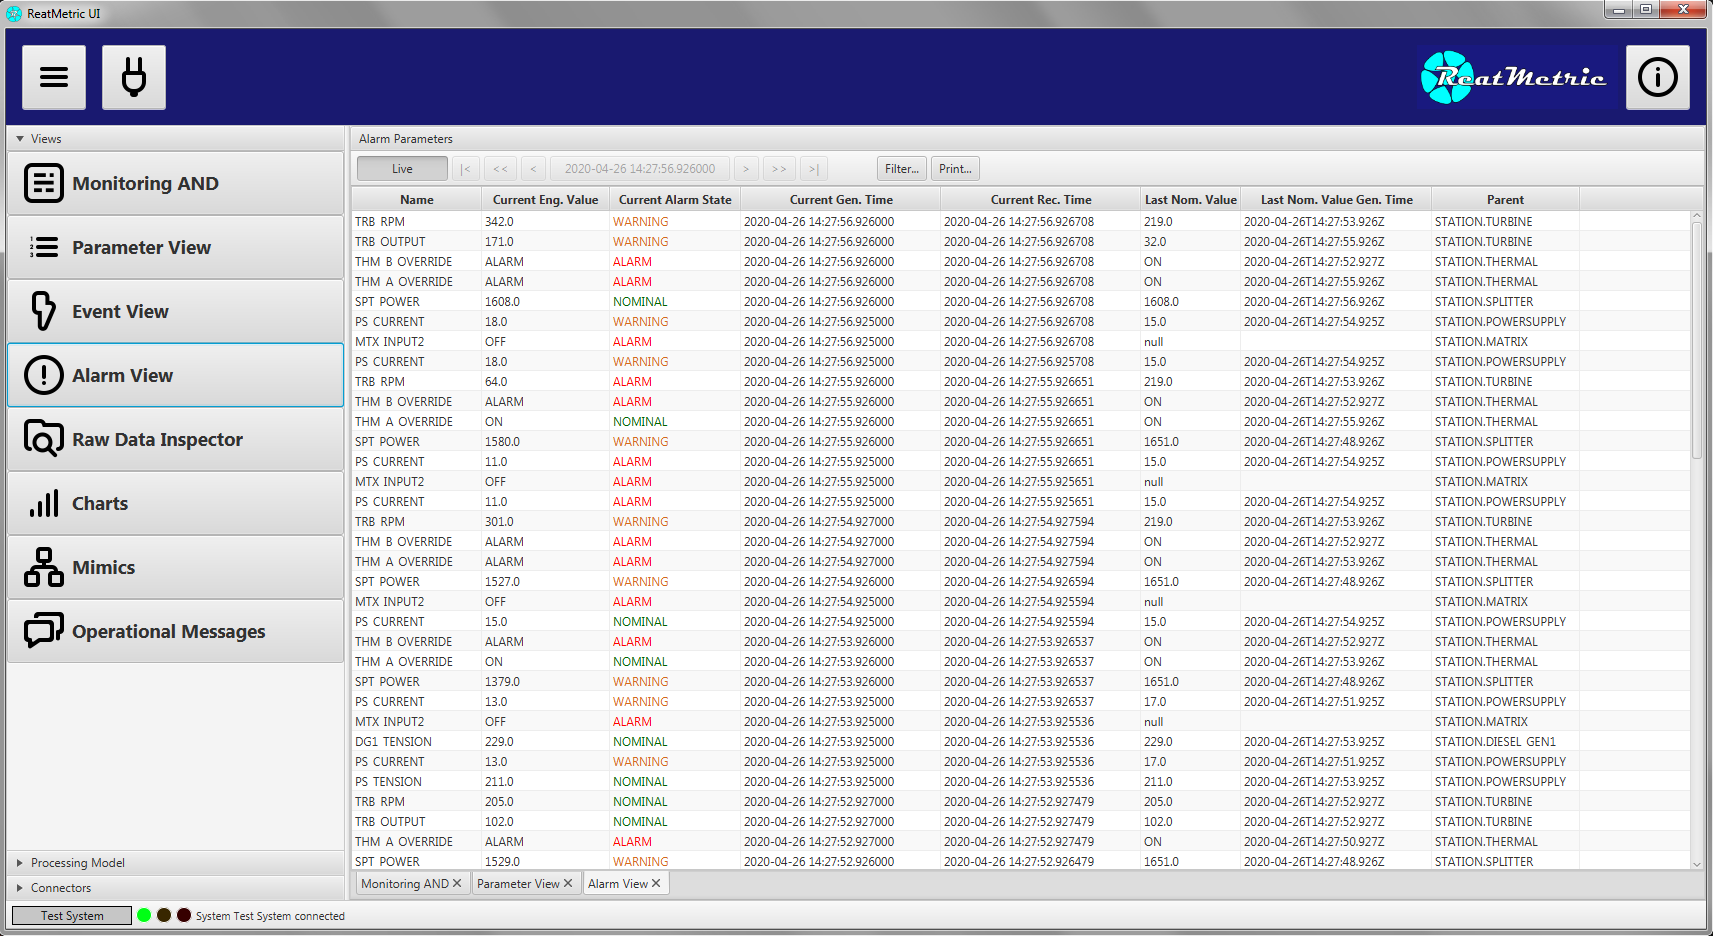 ReatMetric UI
ReatMetric
Views
Monitoring AND
Parameter View
Event View
Alarm View
Raw Data Inspector
Charts
Mimics
Operational Messages
Processing Model
Connectors
Alarm Parameters
Live |< << < 2020-04-26 14:27:56.926000 > >> >| Filter... Print...
Name Current Eng. Value Current Alarm State Current Gen. Time Current Rec. Time Last Nom. Value Last Nom. Value Gen. Time Parent
TRB RPM 342.0 WARNING 2020-04-26 14:27:56.926000 2020-04-26 14:27:56.926708 219.0 2020-04-26T14:27:53.926Z STATION.TURBINE
TRB OUTPUT 171.0 WARNING 2020-04-26 14:27:56.926000 2020-04-26 14:27:56.926708 32.0 2020-04-26T14:27:55.926Z STATION.TURBINE
THM B OVERRIDE ALARM ALARM 2020-04-26 14:27:56.926000 2020-04-26 14:27:56.926708 ON 2020-04-26T14:27:52.927Z STATION.THERMAL
THM A OVERRIDE ALARM ALARM 2020-04-26 14:27:56.926000 2020-04-26 14:27:56.926708 ON 2020-04-26T14:27:55.926Z STATION.THERMAL
SPT POWER 1608.0 NOMINAL 2020-04-26 14:27:56.926000 2020-04-26 14:27:56.926708 1608.0 2020-04-26T14:27:56.926Z STATION.SPLITTER
PS CURRENT 18.0 WARNING 2020-04-26 14:27:56.925000 2020-04-26 14:27:56.926708 15.0 2020-04-26T14:27:54.925Z STATION.POWERSUPPLY
MTX INPUT2 OFF ALARM 2020-04-26 14:27:56.925000 2020-04-26 14:27:56.926708 null STATION.MATRIX
PS CURRENT 18.0 WARNING 2020-04-26 14:27:56.925000 2020-04-26 14:27:56.925708 15.0 2020-04-26T14:27:54.925Z STATION.POWERSUPPLY
TRB RPM 64.0 ALARM 2020-04-26 14:27:55.926000 2020-04-26 14:27:55.926651 219.0 2020-04-26T14:27:53.926Z STATION.TURBINE
THM B OVERRIDE ALARM ALARM 2020-04-26 14:27:55.926000 2020-04-26 14:27:55.926651 ON 2020-04-26T14:27:52.927Z STATION.THERMAL
THM A OVERRIDE ON NOMINAL 2020-04-26 14:27:55.926000 2020-04-26 14:27:55.926651 ON 2020-04-26T14:27:55.926Z STATION.THERMAL
SPT POWER 1580.0 WARNING 2020-04-26 14:27:55.926000 2020-04-26 14:27:55.926651 1651.0 2020-04-26T14:27:48.926Z STATION.SPLITTER
PS CURRENT 11.0 ALARM 2020-04-26 14:27:55.925000 2020-04-26 14:27:55.926651 15.0 2020-04-26T14:27:54.925Z STATION.POWERSUPPLY
MTX INPUT2 OFF ALARM 2020-04-26 14:27:55.925000 2020-04-26 14:27:55.925651 null STATION.MATRIX
PS CURRENT 11.0 ALARM 2020-04-26 14:27:55.925000 2020-04-26 14:27:55.925651 15.0 2020-04-26T14:27:54.925Z STATION.POWERSUPPLY
TRB RPM 301.0 WARNING 2020-04-26 14:27:54.927000 2020-04-26 14:27:54.927594 219.0 2020-04-26T14:27:53.926Z STATION.TURBINE
THM B OVERRIDE ALARM ALARM 2020-04-26 14:27:54.927000 2020-04-26 14:27:54.927594 ON 2020-04-26T14:27:52.927Z STATION.THERMAL
THM A OVERRIDE ALARM ALARM 2020-04-26 14:27:54.927000 2020-04-26 14:27:54.927594 ON 2020-04-26T14:27:53.926Z STATION.THERMAL
SPT POWER 1527.0 WARNING 2020-04-26 14:27:54.926000 2020-04-26 14:27:54.926594 1651.0 2020-04-26T14:27:48.926Z STATION.SPLITTER
MTX INPUT2 OFF ALARM 2020-04-26 14:27:54.925000 2020-04-26 14:27:54.925594 null STATION.MATRIX
PS CURRENT 15.0 NOMINAL 2020-04-26 14:27:54.925000 2020-04-26 14:27:54.925594 15.0 2020-04-26T14:27:54.925Z STATION.POWERSUPPLY
THM B OVERRIDE ALARM ALARM 2020-04-26 14:27:53.926000 2020-04-26 14:27:53.926537 ON 2020-04-26T14:27:52.927Z STATION.THERMAL
THM A OVERRIDE ON NOMINAL 2020-04-26 14:27:53.926000 2020-04-26 14:27:53.926537 ON 2020-04-26T14:27:53.926Z STATION.THERMAL
SPT POWER 1379.0 WARNING 2020-04-26 14:27:53.926000 2020-04-26 14:27:53.926537 1651.0 2020-04-26T14:27:48.926Z STATION.SPLITTER
PS CURRENT 13.0 WARNING 2020-04-26 14:27:53.925000 2020-04-26 14:27:53.926537 17.0 2020-04-26T14:27:51.925Z STATION.POWERSUPPLY
MTX INPUT2 OFF ALARM 2020-04-26 14:27:53.925000 2020-04-26 14:27:53.925536 null STATION.MATRIX
DG1 TENSION 229.0 NOMINAL 2020-04-26 14:27:53.925000 2020-04-26 14:27:53.925536 229.0 2020-04-26T14:27:53.925Z STATION.DIESEL GEN1
PS CURRENT 13.0 WARNING 2020-04-26 14:27:53.925000 2020-04-26 14:27:53.925536 17.0 2020-04-26T14:27:51.925Z STATION.POWERSUPPLY
PS TENSION 211.0 NOMINAL 2020-04-26 14:27:53.925000 2020-04-26 14:27:53.925536 211.0 2020-04-26T14:27:53.925Z STATION.POWERSUPPLY
TRB RPM 205.0 NOMINAL 2020-04-26 14:27:52.927000 2020-04-26 14:27:52.927479 205.0 2020-04-26T14:27:52.927Z STATION.TURBINE
TRB OUTPUT 102.0 NOMINAL 2020-04-26 14:27:52.927000 2020-04-26 14:27:52.927479 102.0 2020-04-26T14:27:52.927Z STATION.TURBINE
THM A OVERRIDE ALARM ALARM 2020-04-26 14:27:52.927000 2020-04-26 14:27:52.927479 ON 2020-04-26T14:27:50.927Z STATION.THERMAL
SPT POWER 1529.0 WARNING 2020-04-26 14:27:52.926000 2020-04-26 14:27:52.926479 1651.0 2020-04-26T14:27:48.926Z STATION.SPLITTER
Monitoring AND Parameter View Alarm View
Test System System Test System connected